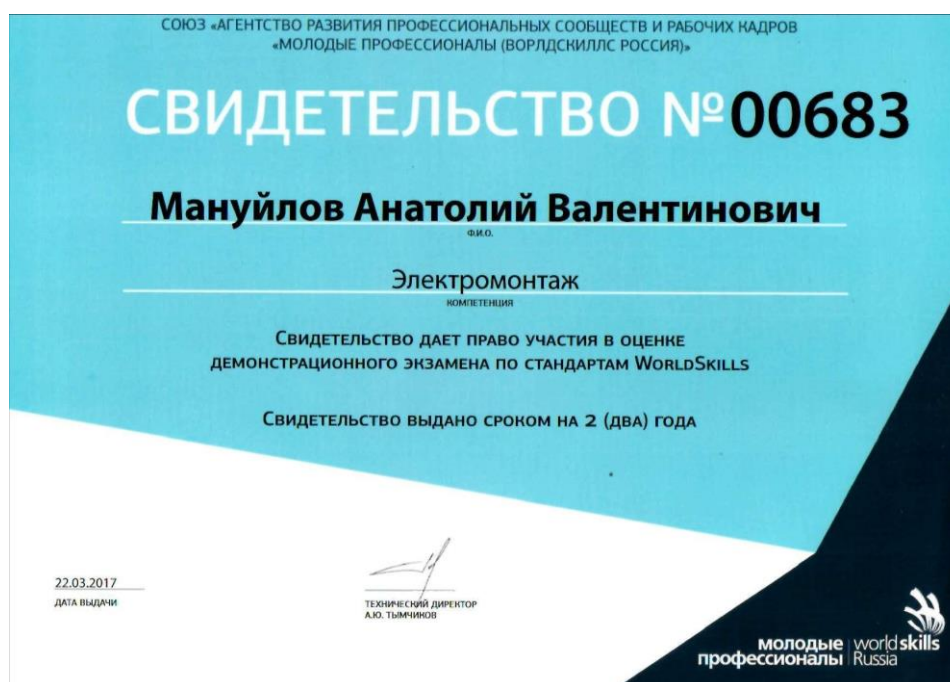 СОЮЗ «АГЕНТСТВО РАЗВИТИЯ ПРОФЕССИОНАЛЬНЫХ СООБЩЕСТВ И РАБОЧИХ КАДРОВ
«МОЛОДЫЕ ПРОФЕССИОНАЛЫ (ВОРЛДСКИЛЛС РОССИЯ)»
СВИДЕТЕЛЬСТВО №00683
Мануйлов Анатолий Валентинович
Ф.И.О.
Электромонтаж
КОМПЕТЕНЦИЯ
СВИДЕТЕЛЬСТВО ДАЕТ ПРАВО УЧАСТИЯ В ОЦЕНКЕ
ДЕМОНСТРАЦИОННОГО ЭКЗАМЕНА ПО СТАНДАРТАМ WORLDSKILLS
СВИДЕТЕЛЬСТВО ВЫДАНО СРОКОМ НА 2 (ДВА) ГОДА
22.03.2017
ДАТА ВЫДАЧИ
ТЕХНИЧЕСКИЙ ДИРЕКТОР
А.Ю. ТЫМЧИКОВ
молодые
профессионалы
worldskills
Russia